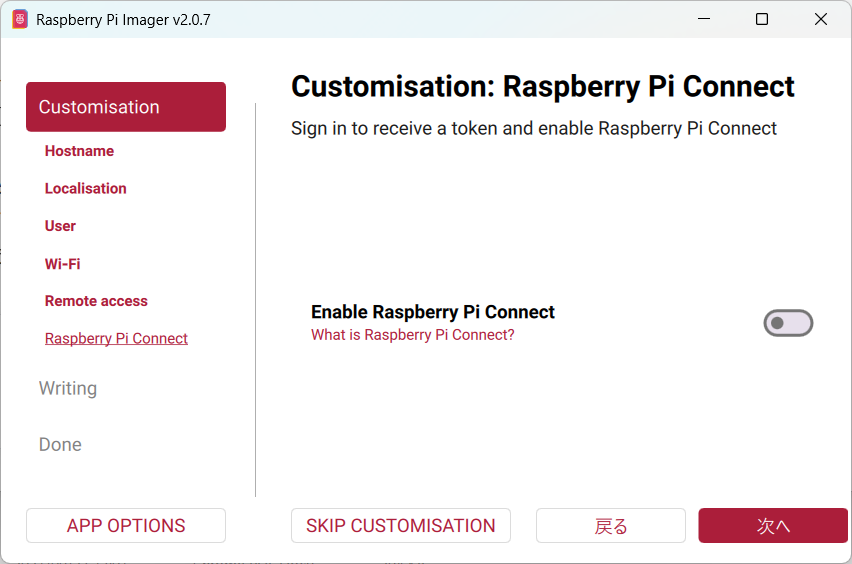 Raspberry Pi Imager v2.0.7
Customisation
Hostname
Localisation
User
Wi-Fi
Remote access
Raspberry Pi Connect
Writing
Done
APP OPTIONS
Customisation: Raspberry Pi Connect
Sign in to receive a token and enable Raspberry Pi Connect
Enable Raspberry Pi Connect
What is Raspberry Pi Connect?
SKIP CUSTOMISATION
戻る
次へ